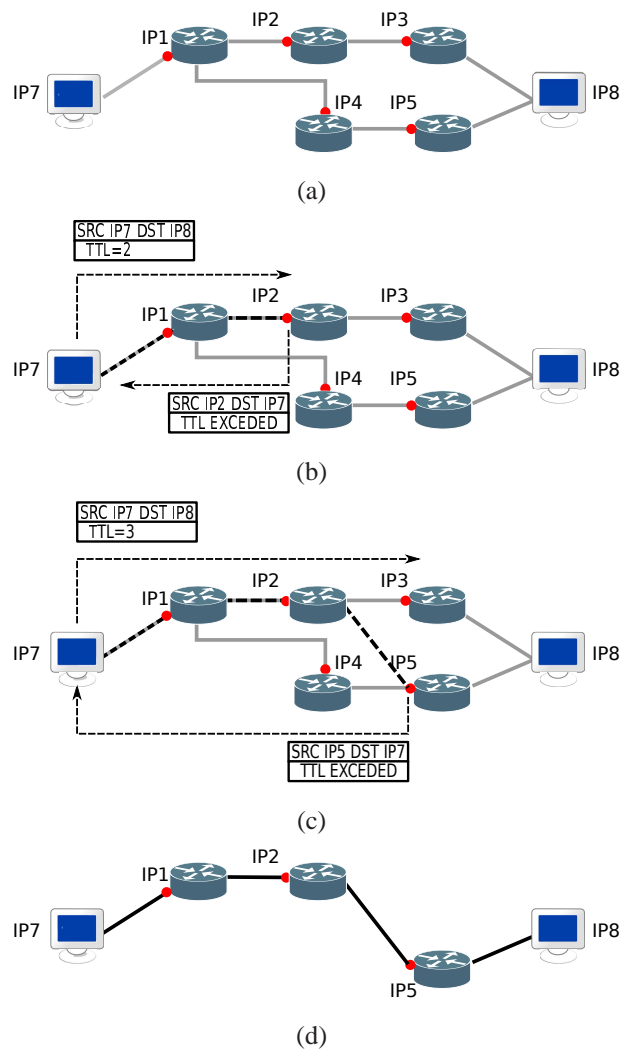 IP2 IP3
IP1
IP7 IP8
IP4 IP5
(a)
SRC IP7 DST IP8
TTL=2
IP2 IP3
IP1
IP7 IP8
IP4 IP5
SRC IP2 DST IP7
TTL EXCEDED
(b)
SRC IP7 DST IP8
TTL=3
IP2 IP3
IP1
IP7 IP8
IP4 IP5
SRC IP5 DST IP7
TTL EXCEDED
(c)
IP2
IP1
IP7 IP8
IP5
(d)